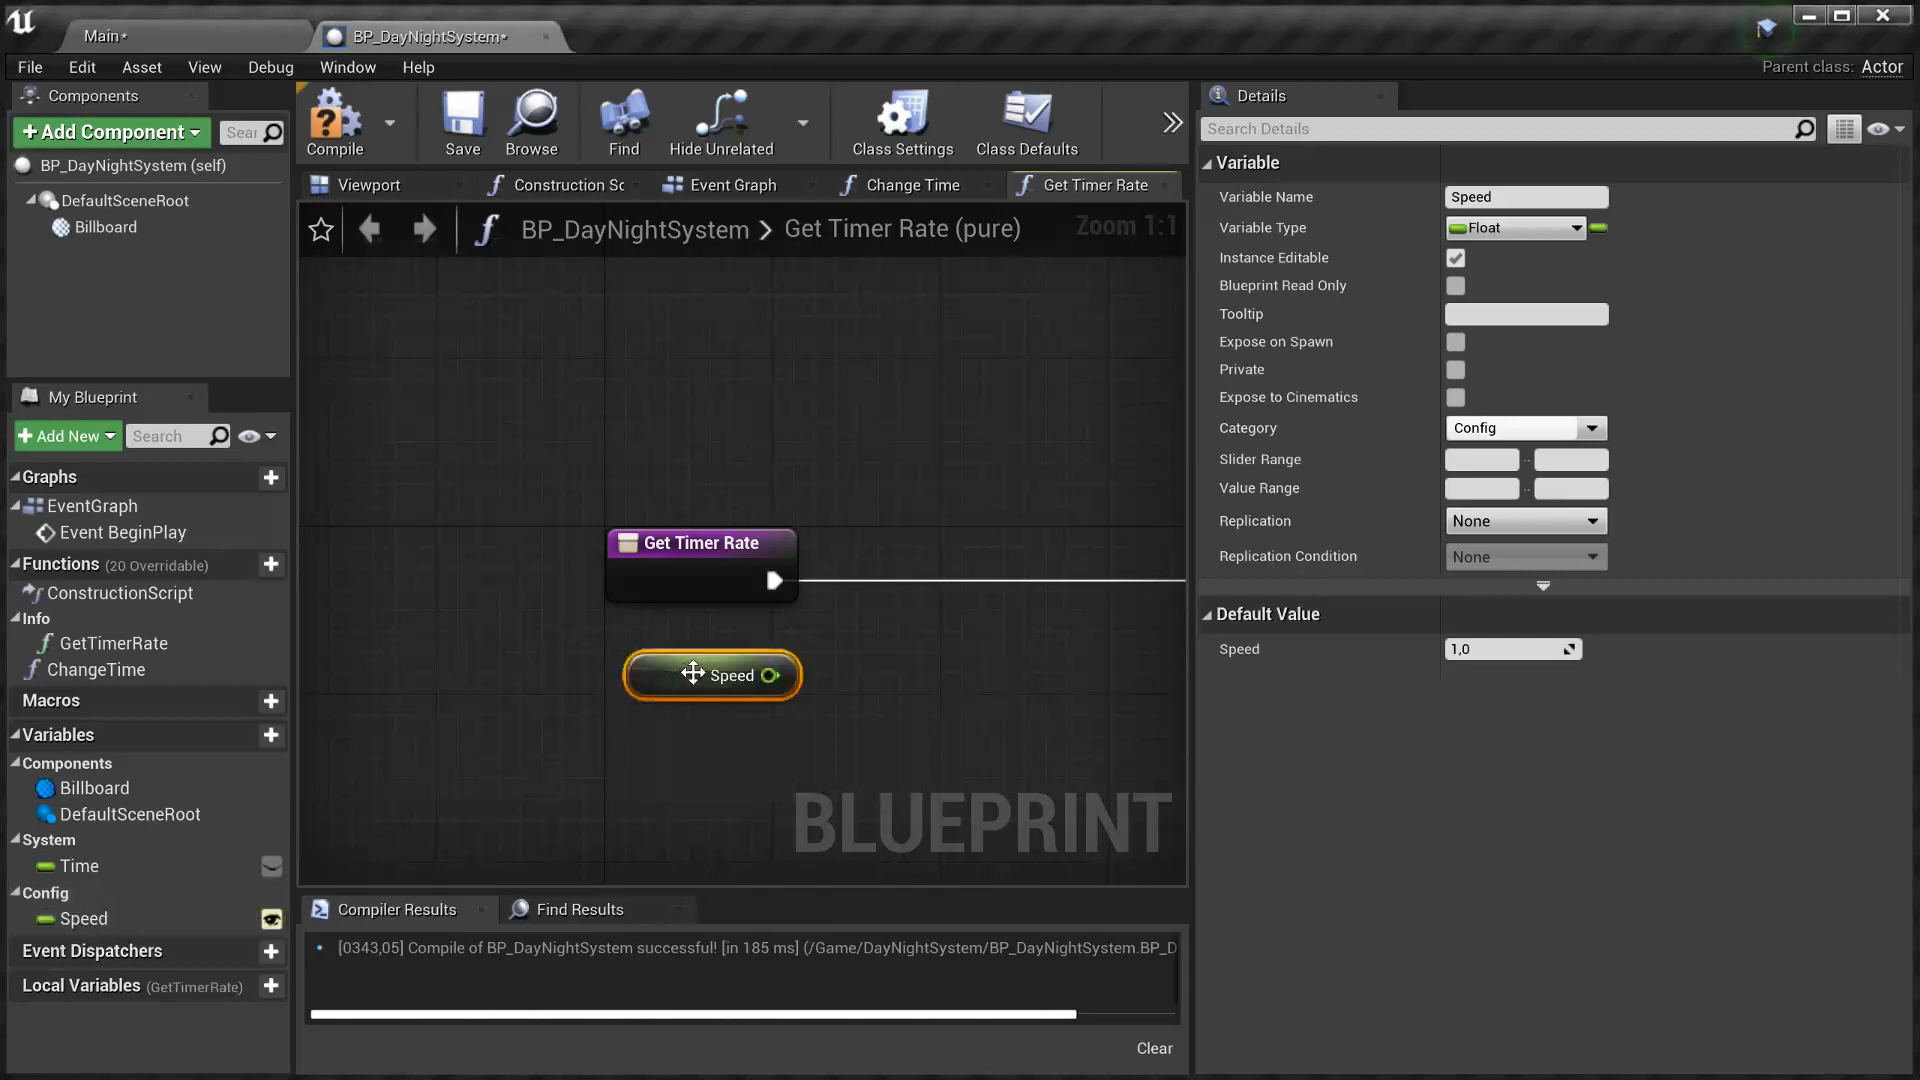 Main*
BP_DayNightSystem*
File Edit Asset View Debug Window Help
Parent class: Actor
Components
+Add Component
Sear
BP_DayNightSystem (self)
DefaultSceneRoot
Billboard
My Blueprint
+Add New
Search
Graphs
EventGraph
Event BeginPlay
Functions (20 Overridable)
ConstructionScript
Info
GetTimerRate
ChangeTime
Macros
Variables
Components
Billboard
DefaultSceneRoot
System
Time
Config
Speed
Event Dispatchers
Local Variables (GetTimerRate)
Compile
Save
Browse
Find
Hide Unrelated
Class Settings
Class Defaults
Viewport
Construction Sc
Event Graph
Change Time
Get Timer Rate
BP_DayNightSystem > Get Timer Rate (pure)
Zoom 1:1
Get Timer Rate
Speed
BLUEPRINT
Compiler Results
Find Results
[0343,05] Compile of BP_DayNightSystem successful! [in 185 ms] (/Game/DayNightSystem/BP_DayNightSystem.BP_D
Clear
Details
Search Details
Variable
Variable Name Speed
Variable Type Float
Instance Editable
Blueprint Read Only
Tooltip
Expose on Spawn
Private
Expose to Cinematics
Category Config
Slider Range
Value Range
Replication None
Replication Condition None
Default Value
Speed 1,0